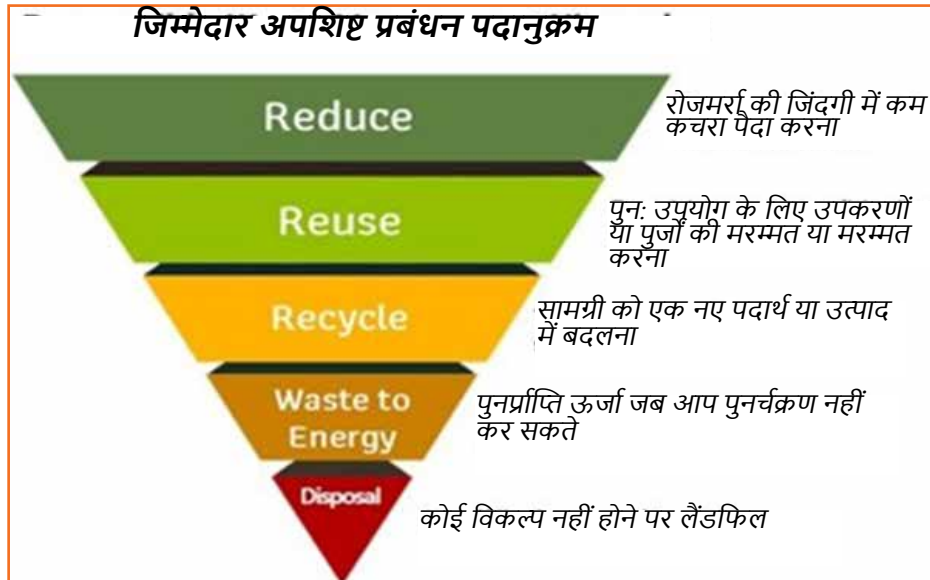 जिम्मेदार अपशिष्ट प्रबंधन पदानुक्रम
Reduce
रोजमर्रा की जिंदगी में कम
कचरा पैदा करना
Reuse
पुन: उपयोग के लिए उपकरणों
या पुर्जों की मरम्मत या मरम्मत
करना
Recycle
सामग्री को एक नए पदार्थ या उत्पाद
में बदलना
Waste to
Energy
पुनर्प्राप्ति ऊर्जा जब आप पुनर्चक्रण नहीं
कर सकते
Disposal
कोई विकल्प नहीं होने पर लैंडफिल